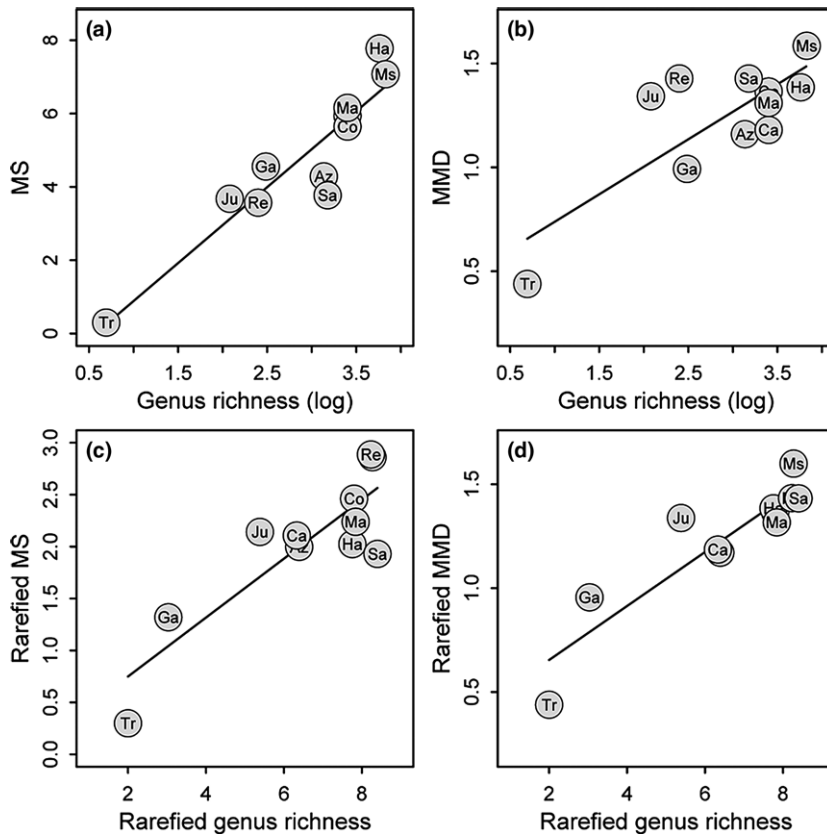 (a)
MS
8
6
4
2
0
Ha
Ms
Ma
Co
Ga
Az
Sa
Ju
Re
Tr
0.5
1.5
2.5
3.5
Genus richness (log)
(b)
MMD
1.5
1.0
0.5
Ms
Re
Sa
Ju
Ha
Ma
Az
Ca
Ga
Tr
0.5
1.5
2.5
3.5
Genus richness (log)
(c)
Rarefied MS
3.0
2.5
2.0
1.5
1.0
0.5
0.0
Re
Co
Ma
Ju
Ca
Az
Ha
Sa
Ga
Tr
2
4
6
8
Rarefied genus richness
(d)
Rarefied MMD
1.5
1.0
0.5
Ms
Sa
Ha
Ma
Ju
Ca
Ga
Tr
2
4
6
8
Rarefied genus richness